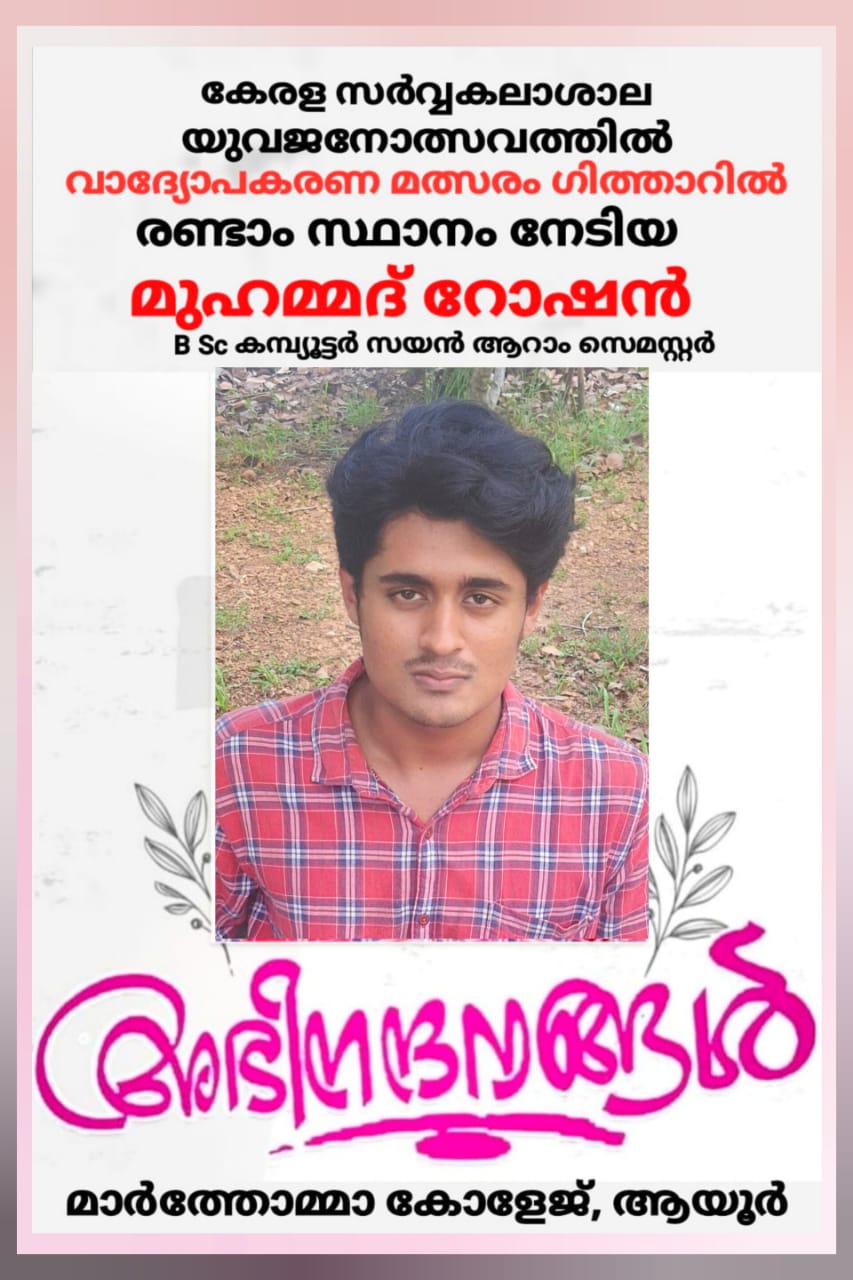 കേരള സർവ്വകലാശാല
യുവജനോത്സവത്തിൽ
വാദ്യോപകരണ മത്സരം ഗിത്താറിൽ
രണ്ടാം സ്ഥാനം നേടിയ
മുഹമ്മദ് റോഷൻ
B Sc കമ്പ്യൂട്ടർ സയൻ ആറാം സെമസ്റ്റർ
അഭിനന്ദനങ്ങൾ
മാർത്തോമ്മാ കോളേജ്, ആയൂർ